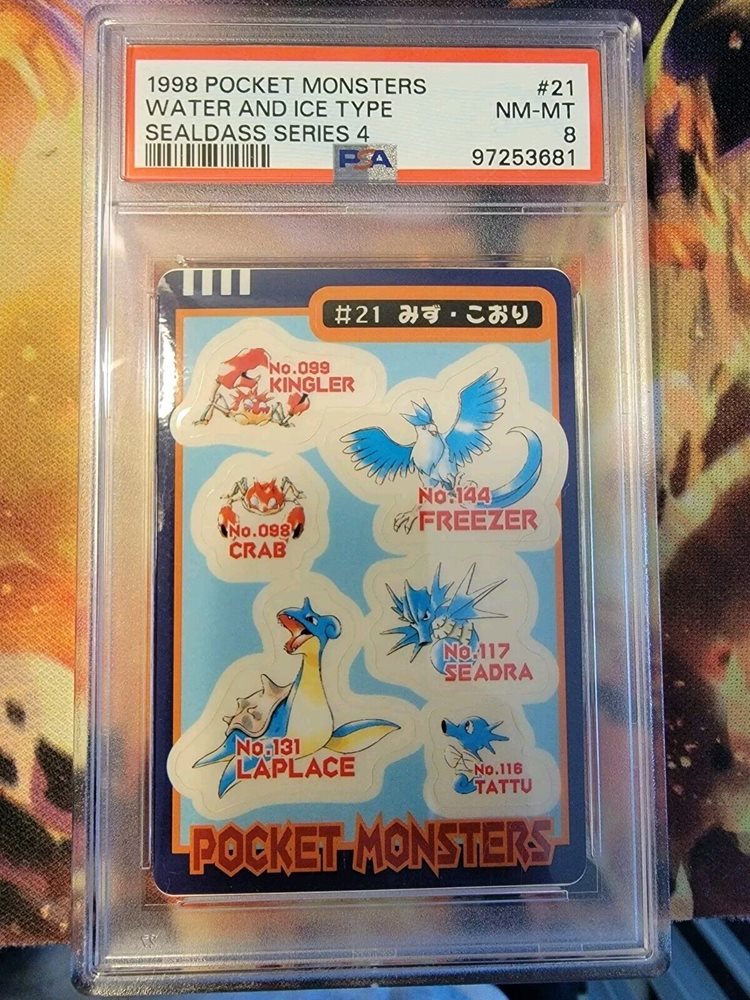 1998 POCKET MONSTERS #21
WATER AND ICE TYPE NM-MT
SEALDASS SERIES 4 8
PSA 97253681
#21 みず・こおり
No.099
KINGLER
No.144
FREEZER
No.098
CRAB
No.117
SEADRA
No.131
LAPLACE
No.116
TATTU
POCKET MONSTERS